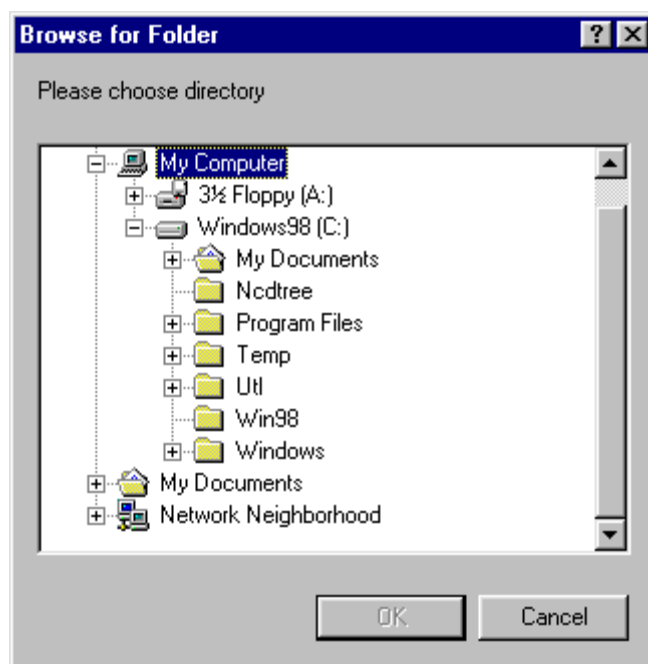 Browse for Folder
Please choose directory
My Computer
3½ Floppy (A:)
Windows98 (C:)
My Documents
Ncdtree
Program Files
Temp
Utl
Win98
Windows
My Documents
Network Neighborhood
OK Cancel